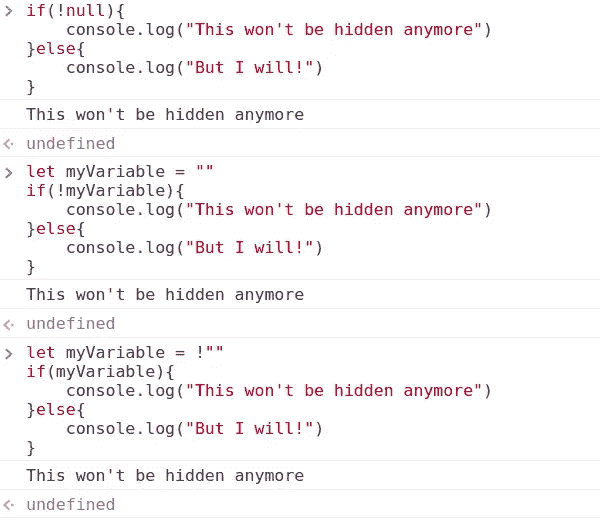 if(!null){
    console.log("This won't be hidden anymore")
}else{
    console.log("But I will!")
}
This won't be hidden anymore
undefined
let myVariable = ""
if(!myVariable){
    console.log("This won't be hidden anymore")
}else{
    console.log("But I will!")
}
This won't be hidden anymore
undefined
let myVariable = !""
if(myVariable){
    console.log("This won't be hidden anymore")
}else{
    console.log("But I will!")
}
This won't be hidden anymore
undefined